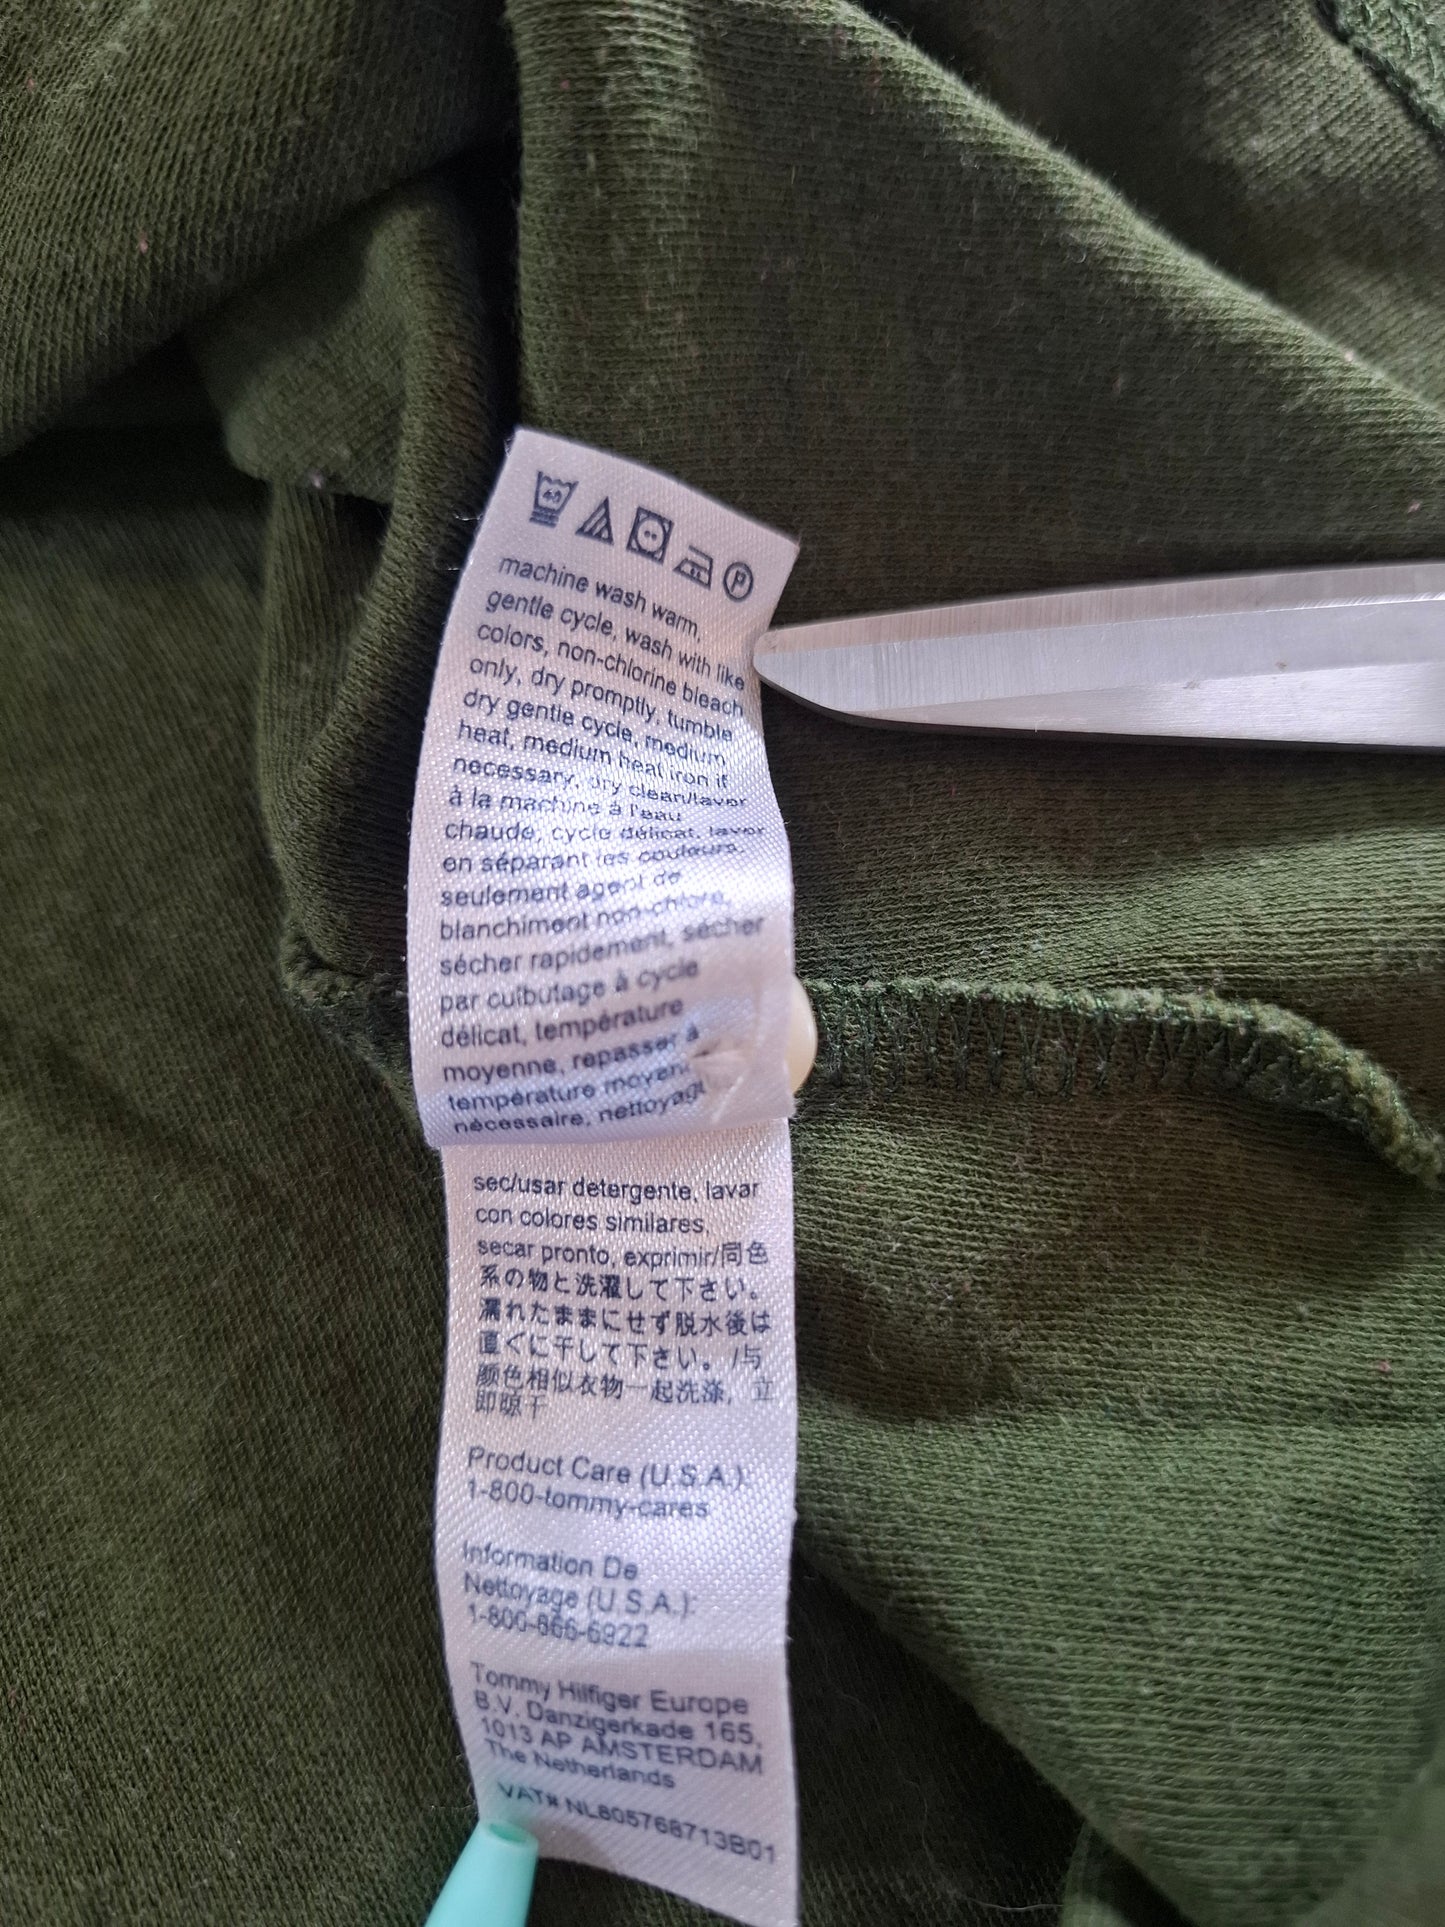 40
P
machine wash warm,
gentle cycle, wash with like
colors, non-chlorine bleach
only, dry promptly, tumble
dry gentle cycle, medium
heat, medium heat iron if
necessary, dry clean/laver
à la machine à l'eau
chaude, cycle délicat, laver
en séparant les couleurs,
seulement agent de
blanchiment non-chlore,
sécher rapidement, sécher
par culbutage à cycle
délicat, température
moyenne, repasser à
température moyen
nécessaire, nettoyage
sec/usar detergente, lavar
con colores similares,
secar pronto, exprimir/同色
系の物と洗濯して下さい。
濡れたままにせず脱水後は
直ぐに干して下さい。/与
颜色相似衣物一起洗涤, 立
即晾干
Product Care (U.S.A.):
1-800-tommy-cares
Information De
Nettoyage (U.S.A.):
1-800-866-6922
Tommy Hilfiger Europe
B.V. Danzigerkade 165,
1013 AP AMSTERDAM
The Netherlands
VAT# NL805768713B01